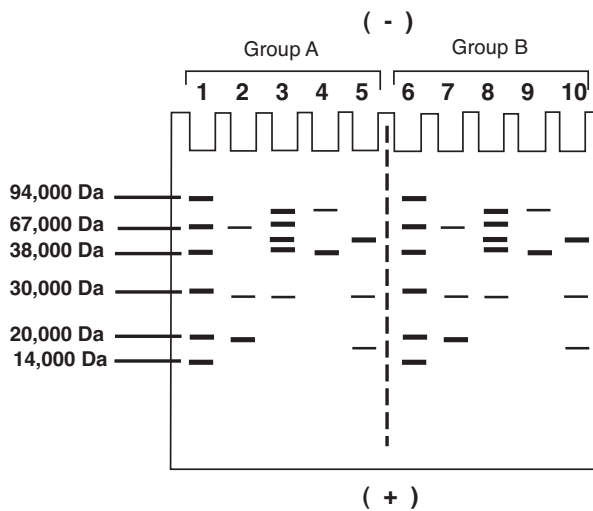 ( - )
Group A Group B
1 2 3 4 5 6 7 8 9 10
94,000 Da
67,000 Da
38,000 Da
30,000 Da
20,000 Da
14,000 Da
( + )